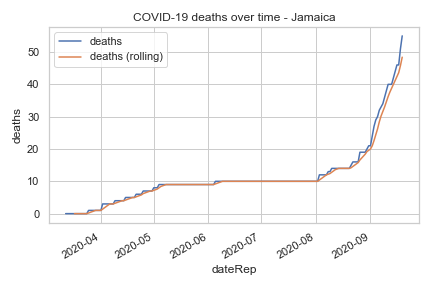 COVID-19 deaths over time - Jamaica
deaths
deaths (rolling)
50
40
30
20
10
0
deaths
2020-04
2020-05
2020-06
2020-07
2020-08
2020-09
dateRep